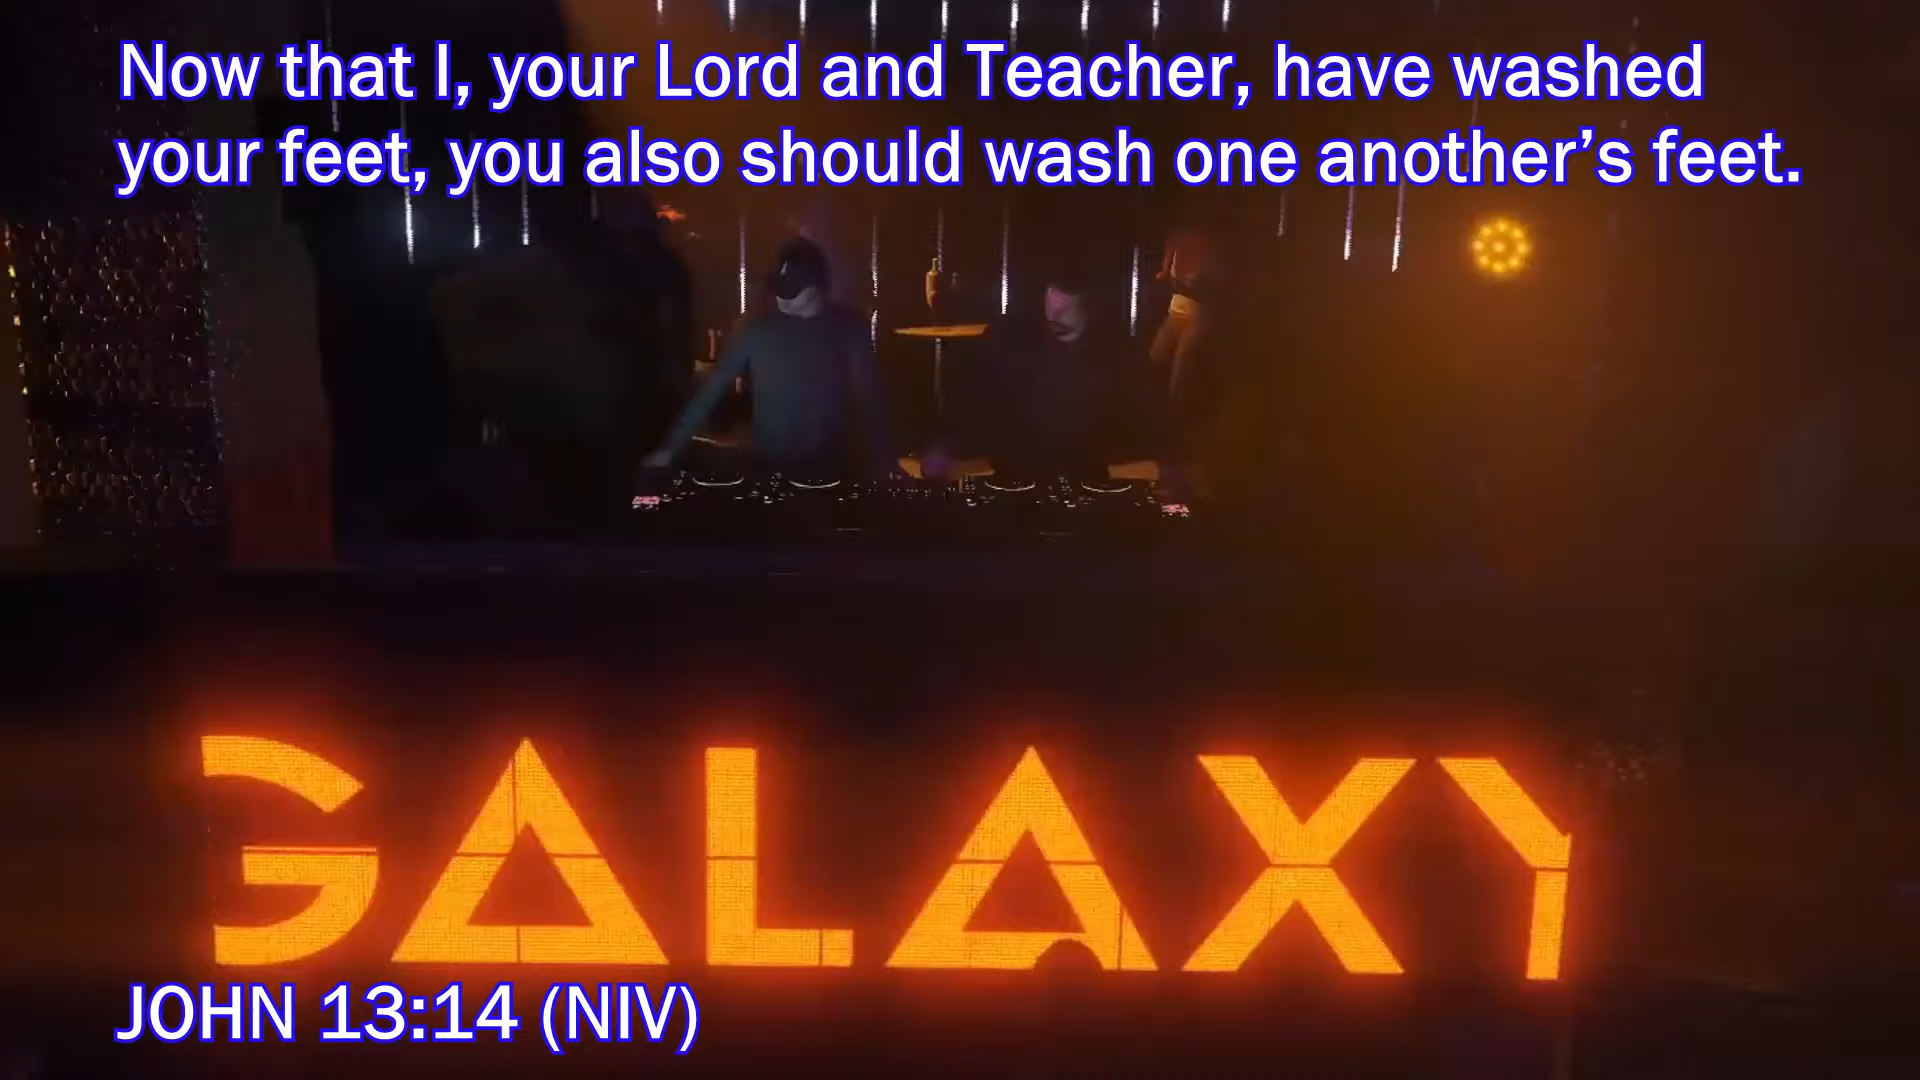 Now that I, your Lord and Teacher, have washed
your feet, you also should wash one another’s feet.
GALAXY
JOHN 13:14 (NIV)